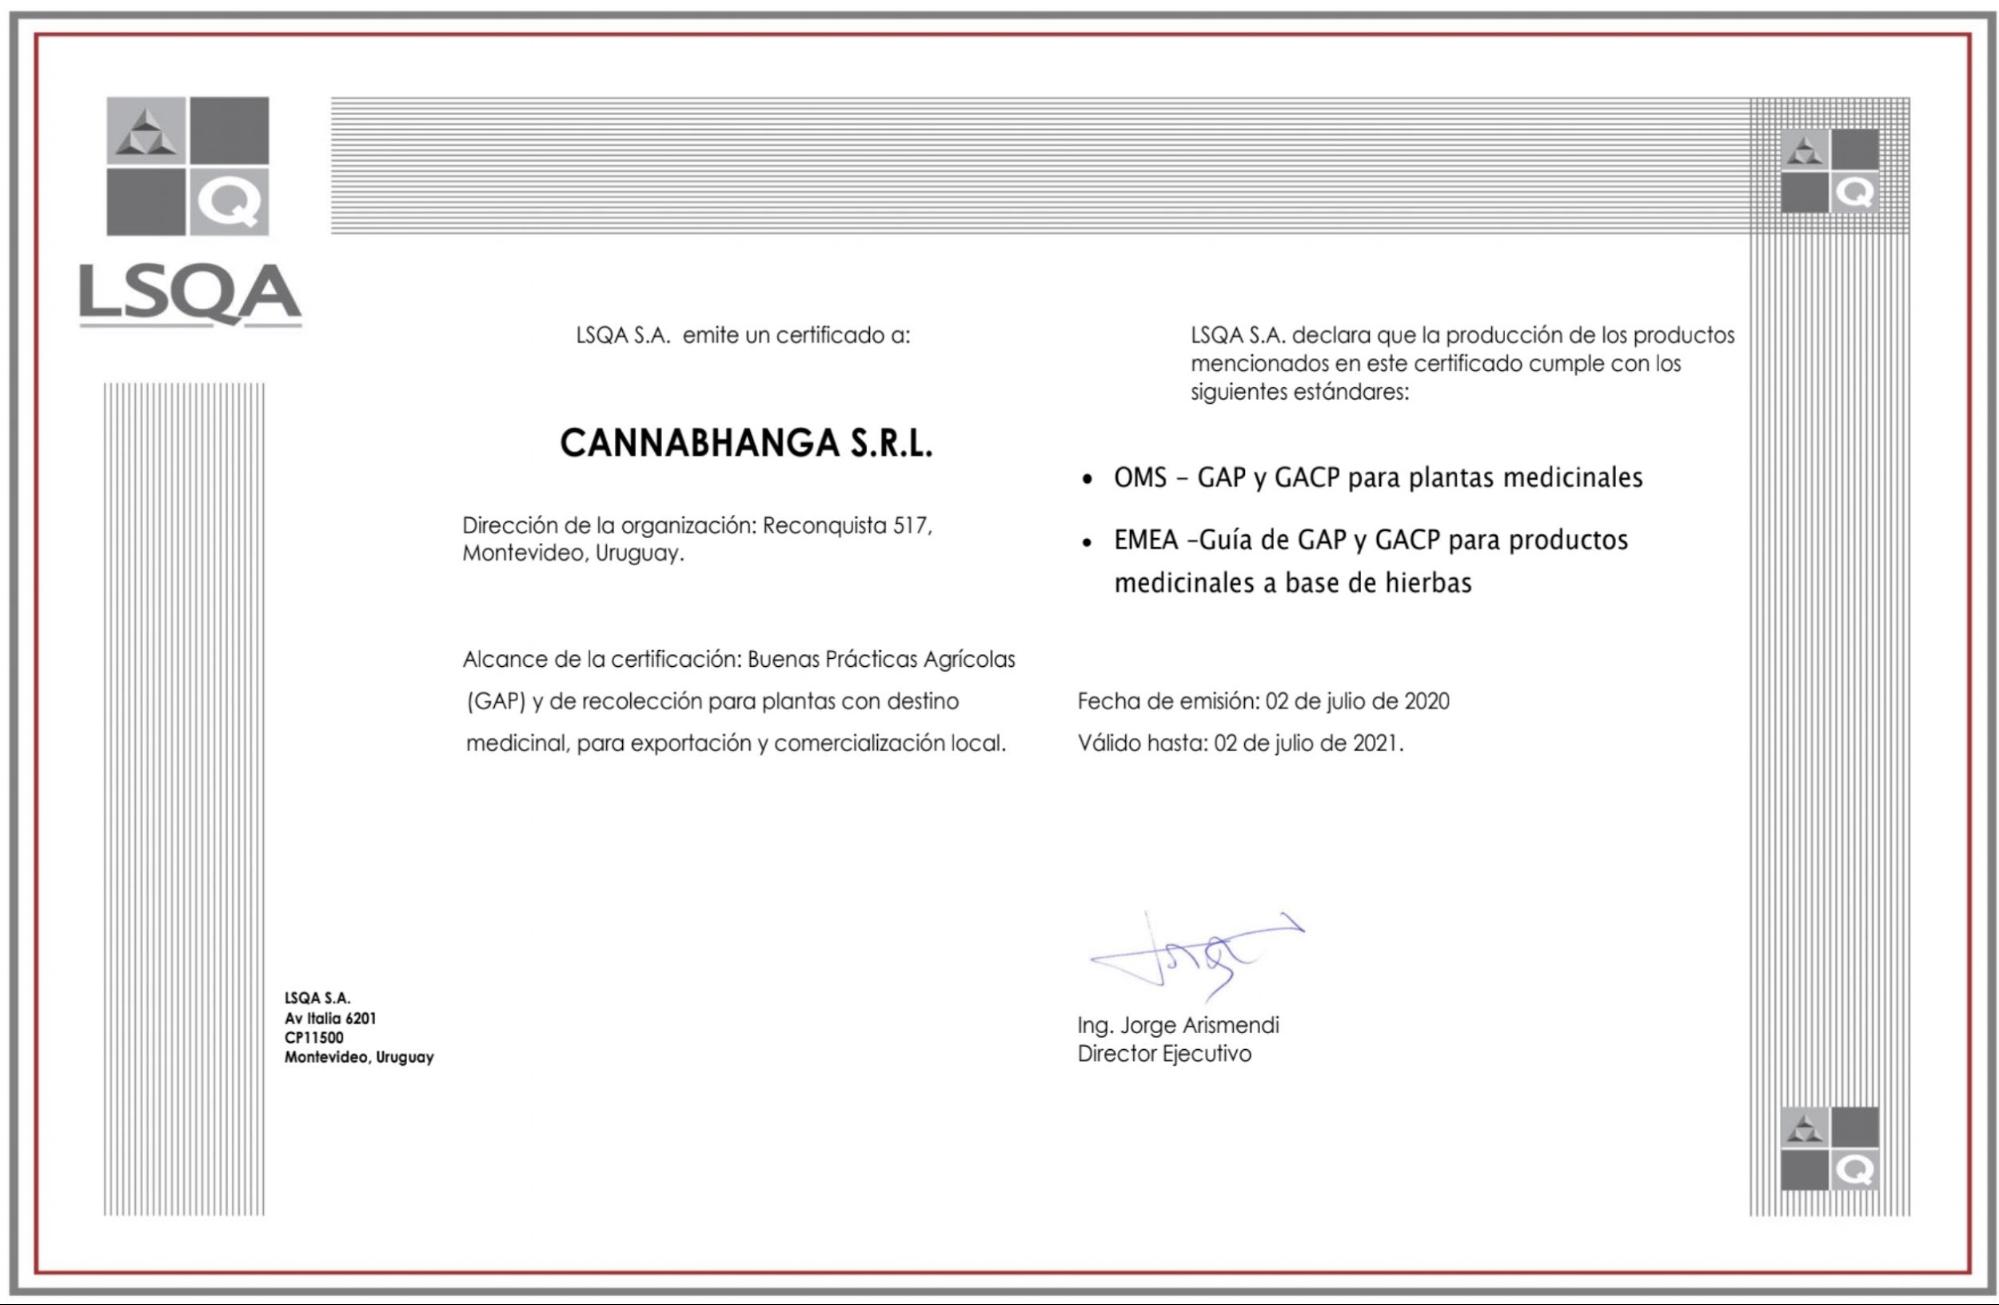 Q
Q
LSQA
LSQA S.A. emite un certificado a:
CANNABHANGA S.R.L.
Dirección de la organización: Reconquista 517,
Montevideo, Uruguay.
Alcance de la certificación: Buenas Prácticas Agrícolas
(GAP) y de recolección para plantas con destino
medicinal, para exportación y comercialización local.
LSQA S.A. declara que la producción de los productos
mencionados en este certificado cumple con los
siguientes estándares:
• OMS – GAP y GACP para plantas medicinales
• EMEA –Guía de GAP y GACP para productos
medicinales a base de hierbas
Fecha de emisión: 02 de julio de 2020
Válido hasta: 02 de julio de 2021.
Jorge
Ing. Jorge Arismendi
Director Ejecutivo
LSQA S.A.
Av Italia 6201
CP11500
Montevideo, Uruguay
Q